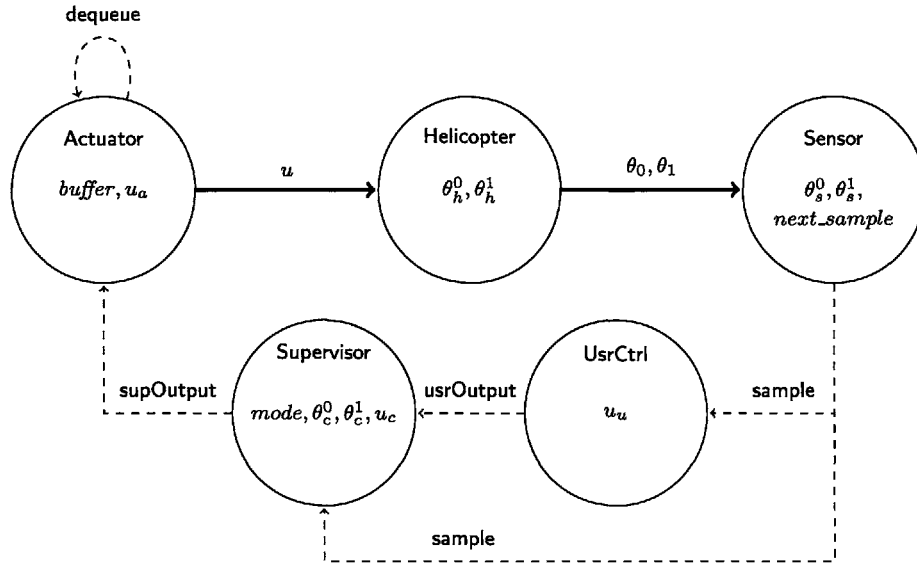 dequeue
Actuator
buffer, u_a
u
Helicopter
θ_h^0, θ_h^1
θ_0, θ_1
Sensor
θ_s^0, θ_s^1,
next_sample
Supervisor
mode, θ_c^0, θ_c^1, u_c
supOutput
usrOutput
UsrCtrl
u_u
sample
sample